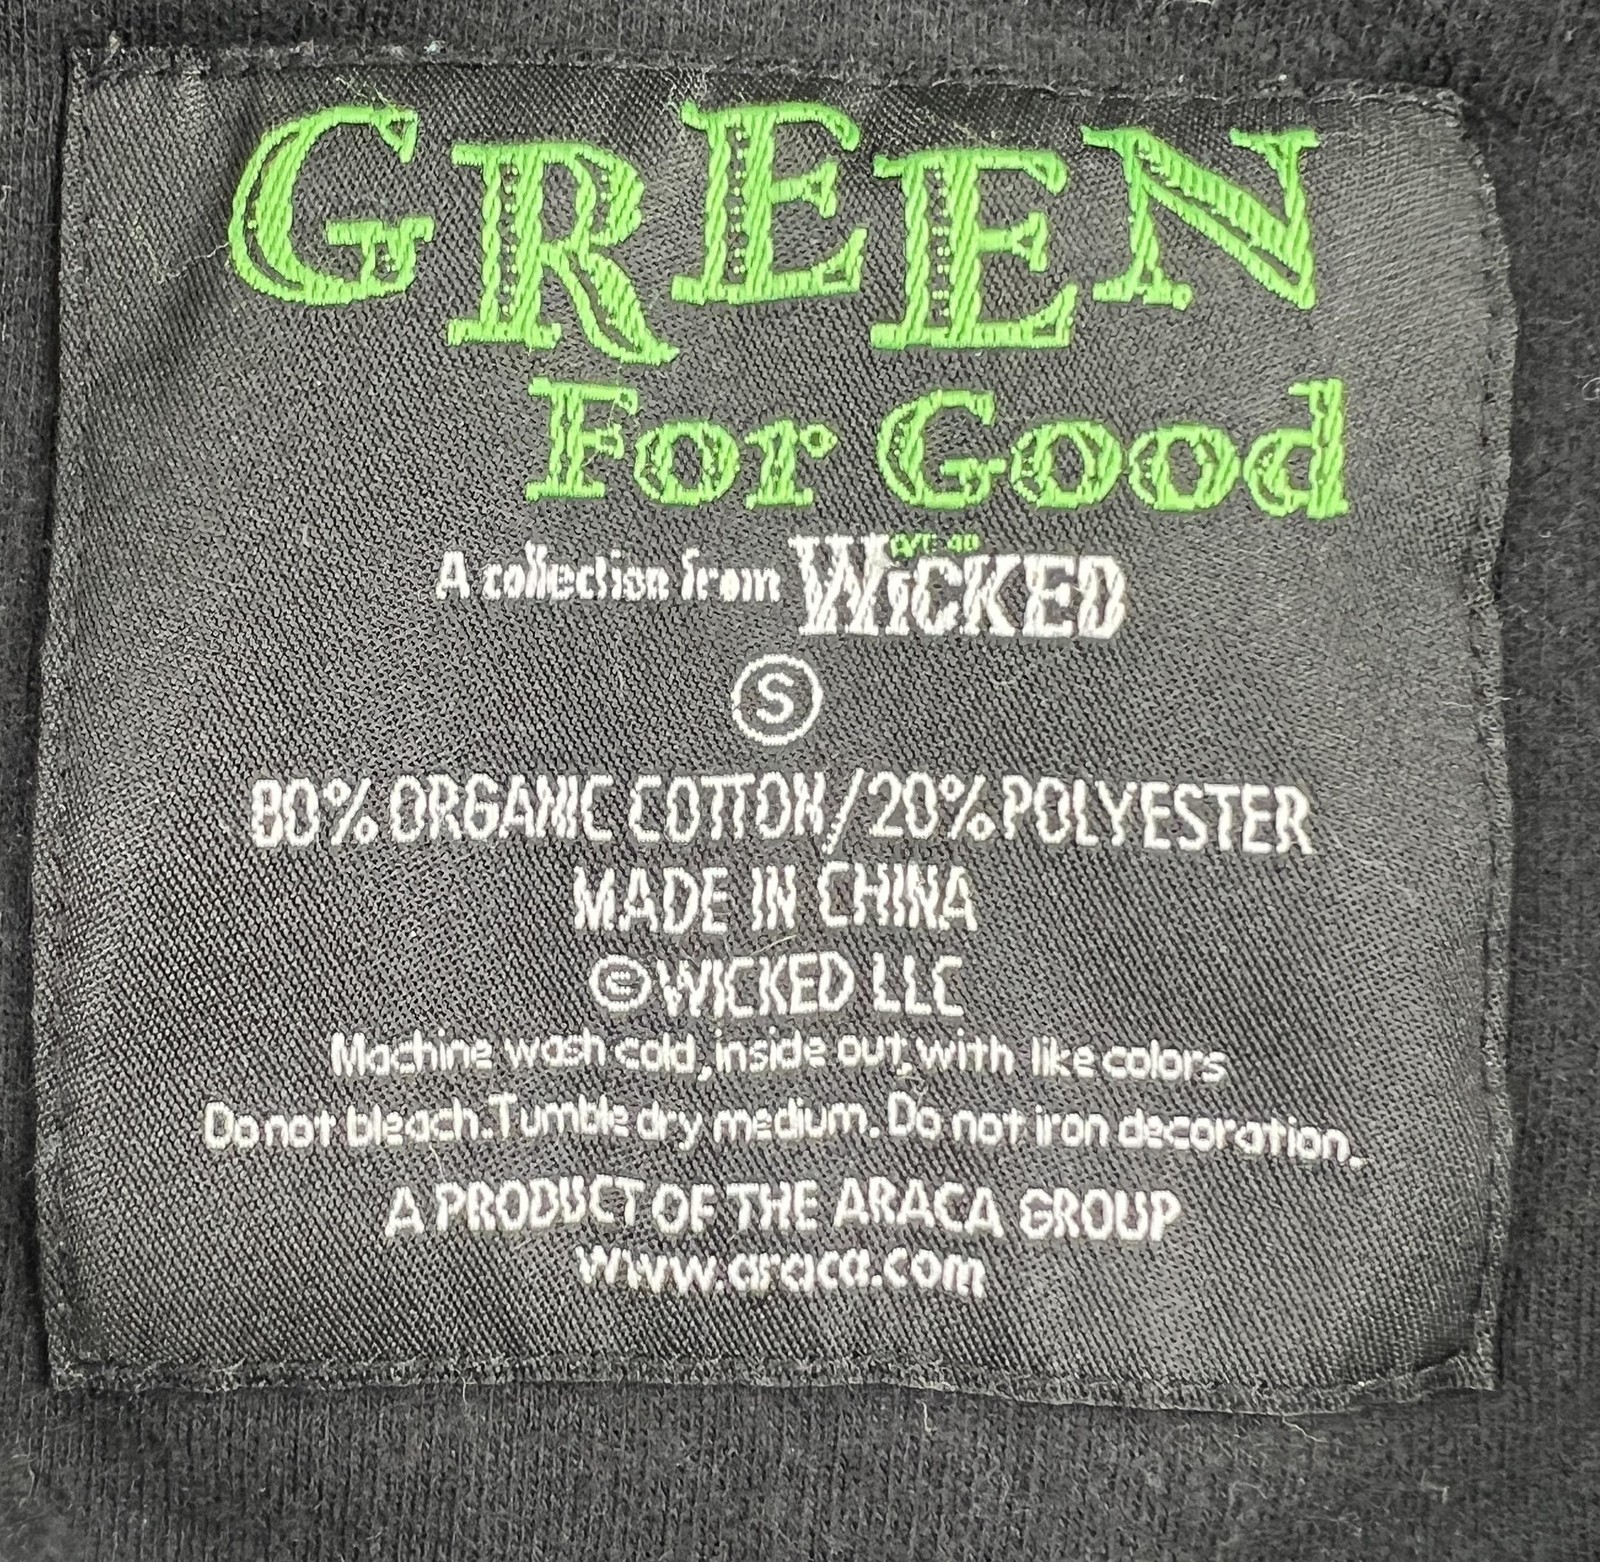 GREEN
For Good
A collection from WiCKED
S
80% ORGANIC COTTON/20%POLYESTER
MADE IN CHINA
©WICKED LLC
Machine wash cold,inside out,with like colors
Do not bleach.Tumble dry medium. Do not iron decoration.
A PRODUCT OF THE ARACA GROUP
www.araca.com